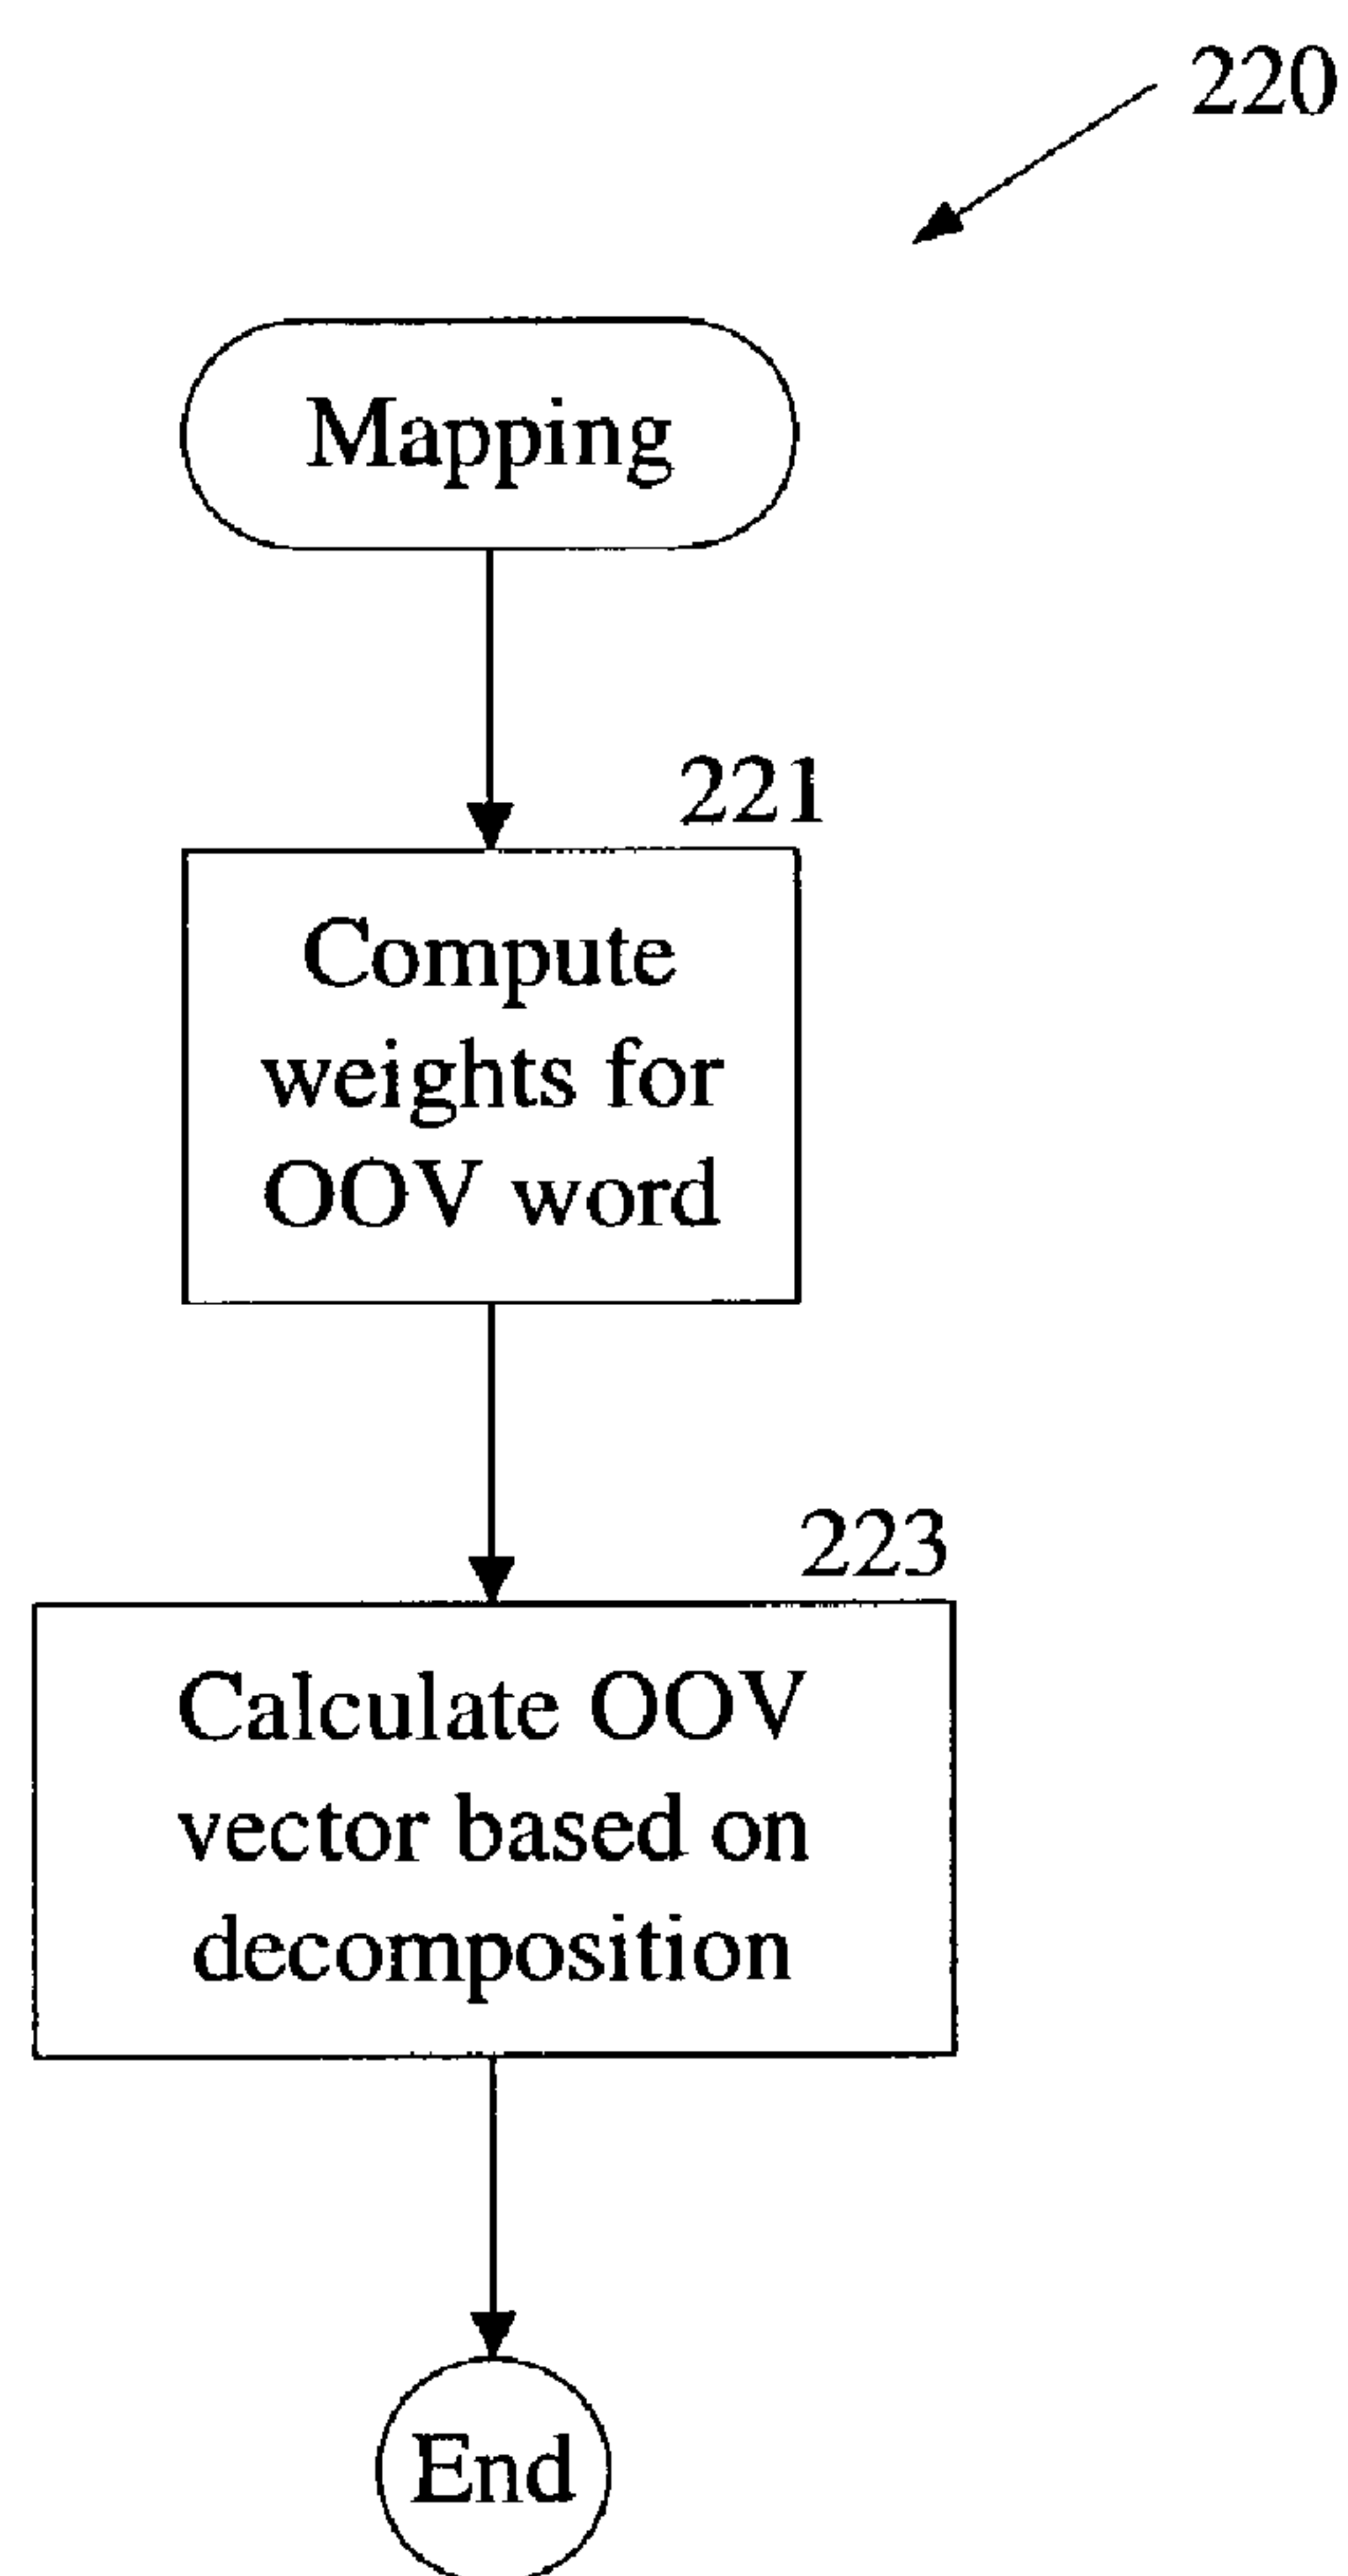 220
Mapping
221
Compute
weights for
OOV word
223
Calculate OOV
vector based on
decomposition
End